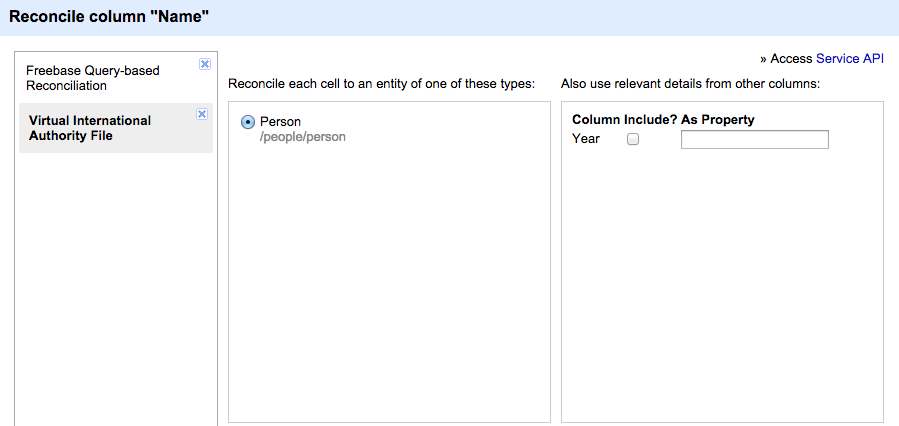 Reconcile column "Name"
Freebase Query-based
Reconciliation
Virtual International
Authority File
» Access Service API
Reconcile each cell to an entity of one of these types:
Person
/people/person
Also use relevant details from other columns:
Column Include? As Property
Year